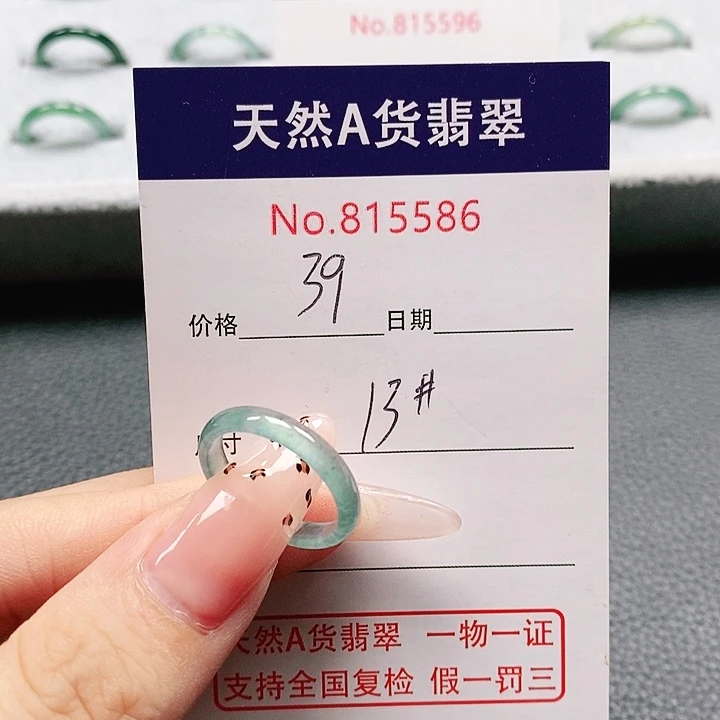 No.815596
天然A货翡翠
No.815586
价格 39 日期
寸 13#
天然A货翡翠 一物一证
支持全国复检 假一罚三